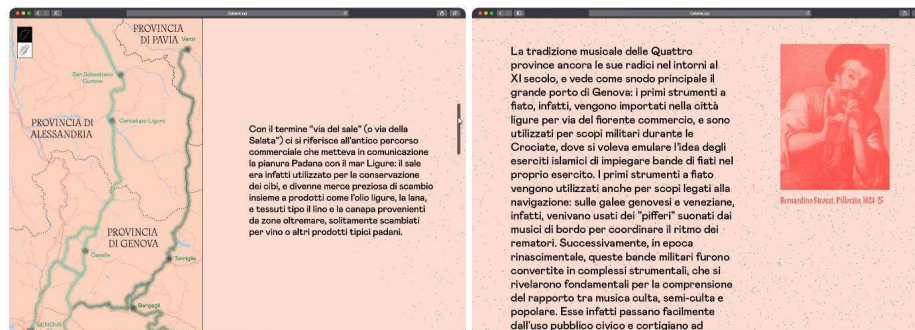 Caliane.xyz
PROVINCIA
DI PAVIA
Varzi
San Sebastiano
Curone
Cantalupo Ligure
PROVINCIA DI
ALESSANDRIA
PROVINCIA
DI GENOVA
Casella
Torriglia
Bargagli
GENOVA
Con il termine “via del sale” (o via della
Salata”) ci si riferisce all’antico percorso
commerciale che metteva in comunicazione
la pianura Padana con il mar Ligure: il sale
era infatti utilizzato per la conservazione
dei cibi, e divenne merce preziosa di scambio
insieme a prodotti come l’olio ligure, la lana,
e tessuti tipo il lino e la canapa provenienti
da zone oltremare, solitamente scambiati
per vino o altri prodotti tipici padani.
Caliane.xyz
La tradizione musicale delle Quattro
province ancora le sue radici nel intorni al
XI secolo, e vede come snodo principale il
grande porto di Genova: i primi strumenti a
fiato, infatti, vengono importati nella città
ligure per via del fiorente commercio, e sono
utilizzati per scopi militari durante le
Crociate, dove si voleva emulare l’idea degli
eserciti islamici di impiegare bande di fiati nel
proprio esercito. I primi strumenti a fiato
vengono utilizzati anche per scopi legati alla
navigazione: sulle galee genovesi e veneziane,
infatti, venivano usati dei “pifferi” suonati dai
musici di bordo per coordinare il ritmo dei
rematori. Successivamente, in epoca
rinascimentale, queste bande militari furono
convertite in complessi strumentali, che si
rivelarono fondamentali per la comprensione
del rapporto tra musica culta, semi-culta e
popolare. Esse infatti passano facilmente
dall’uso pubblico civico e cortigiano ad
Bernardino Strozzi, Pifferaio, 1624-25